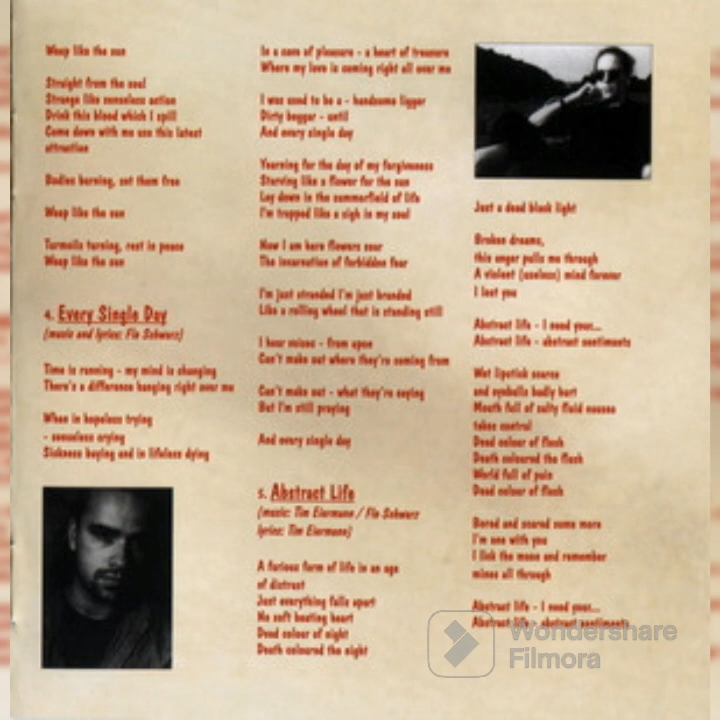 Weep like the sun
Straight from the soul
Strange like senseless action
Drink this blood which I spill
Come down with me use this latest
attraction
Bodies burning, set them free
Weep like the sun
Turmoils turning, rest in peace
Weep like the sun
4. Every Single Day
(music and lyrics: Flo Schwarz)
Time is running - my mind is changing
There's a difference hanging right over me
When in hopeless trying
- senseless crying
Sickness buying and in lifeless dying
In a cave of pleasure - a heart of treasure
Where my love is coming right all over me
I was used to be a - handsome ligger
Dirty beggar - until
And every single day
Yearning for the day of my forgiveness
Starving like a flower for the sun
Lay down in the summerfield of life
I'm trapped like a sigh in my soul
Now I am here flowers sour
The incarnation of forbidden fear
I'm just stranded I'm just branded
Like a rolling wheel that is standing still
I hear voices - from upon
Can't make out where they're coming from
Can't make out - what they're saying
But I'm still praying
And every single day
5. Abstract Life
(music: Tim Eiermann / Flo Schwarz
lyrics: Tim Eiermann)
A furious form of life in an age
of distrust
Just everything falls apart
No soft beating heart
Dead colour of night
Death coloured the night
Just a dead black light
Broken dreams,
this anger pulls me through
A violent (useless) mind forever
I lost you
Abstract life - I need your...
Abstract life - abstract sentiments
Wet lipstick
and eyeballs badly hurt
Mouth full of salty fluid nausea
takes control
Dead colour of flesh
Death coloured the flesh
World full of pain
Dead colour of flesh
Bored and scared some more
I'm one with you
I lick the moon and remember
mines all through
Abstract life - I need your...
Abstract life - abstract sentiments
Wondershare
Filmora